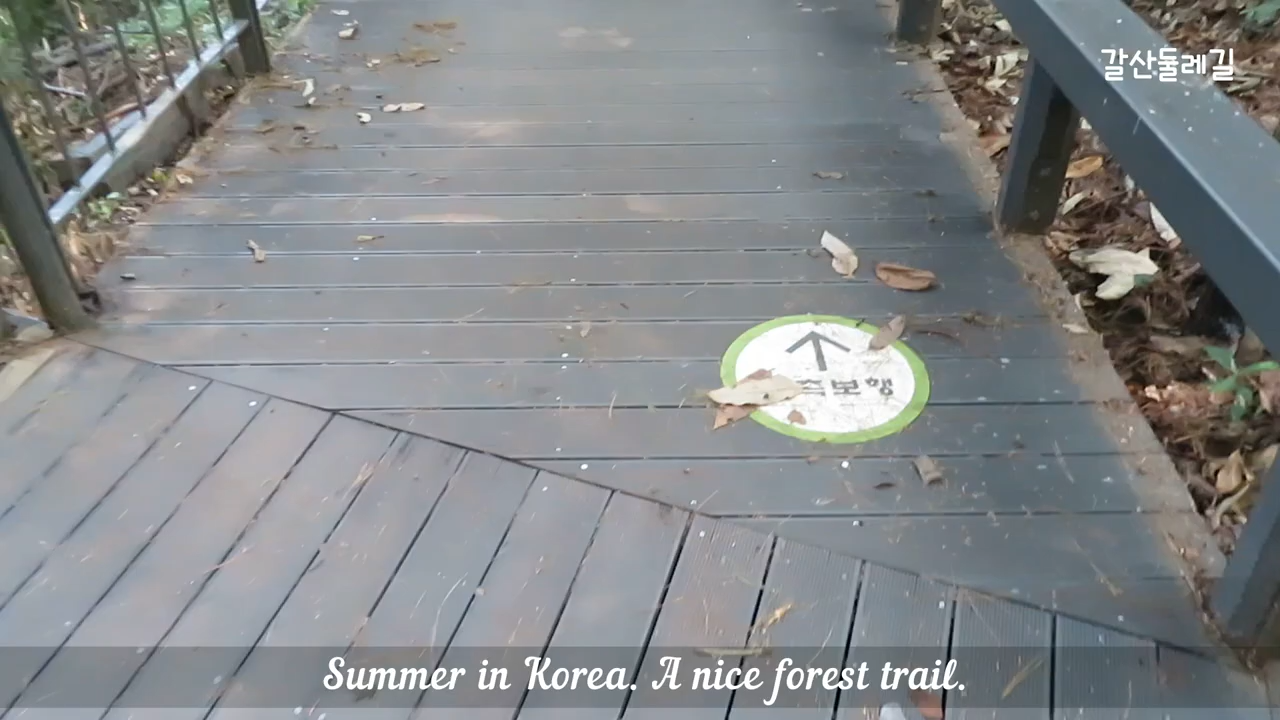 갈산둘레길
보행
Summer in Korea. A nice forest trail.